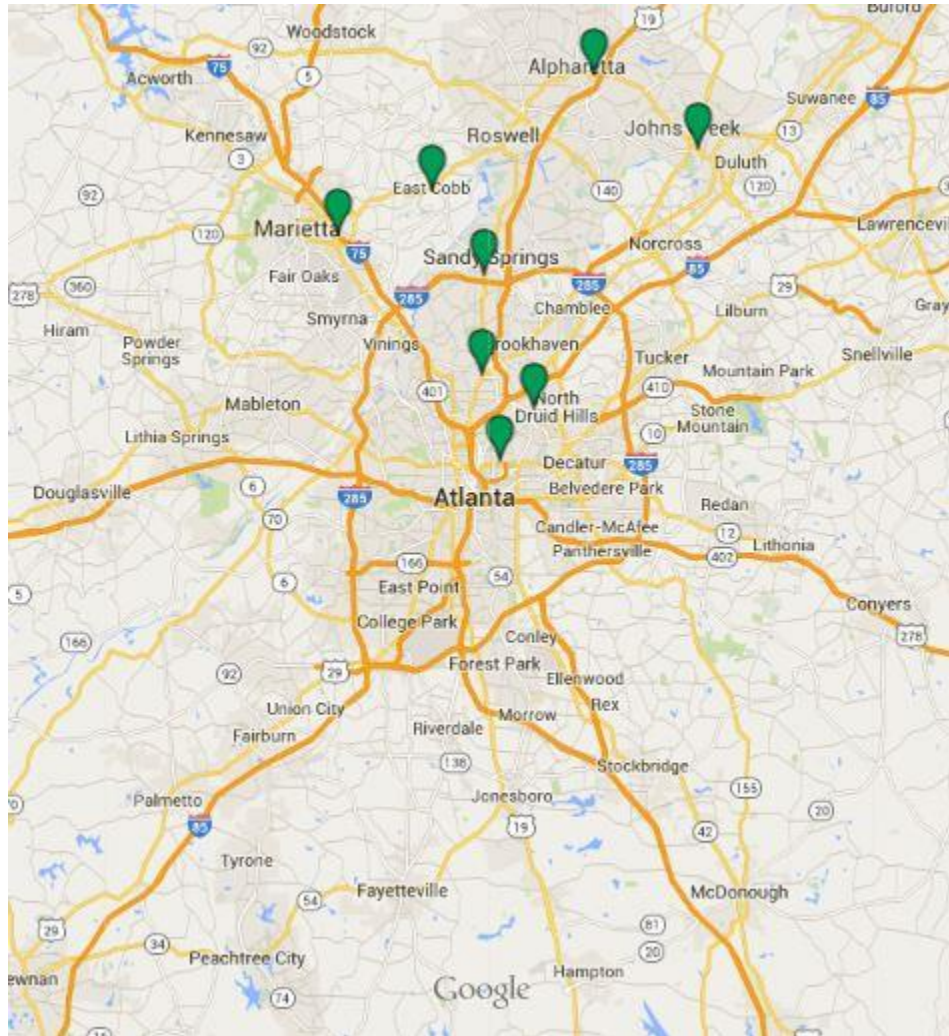 Buford
19
Woodstock
92
Alpharetta
75
Acworth
5
Suwanee
85
Kennesaw
Roswell
Johns Creek
13
3
Duluth
92
East Cobb
140
120
Marietta
120
Lawrencevi
75
Norcross
Sandy Springs
Fair Oaks
85
278
360
285
285
29
Chamblee
Lilburn
Gray
Hiram
Smyrna
Vinings
Brookhaven
Powder
Springs
Tucker
Snellville
Mountain Park
401
410
North
Druid Hills
Mableton
Stone
Mountain
Lithia Springs
10
Decatur
285
Douglasville
6
285
Atlanta
Belvedere Park
Redan
70
Candler-McAfee
12
Lithonia
Panthersville
402
166
54
6
East Point
5
Conyers
College Park
278
166
Conley
92
29
Forest Park
Ellenwood
Union City
Rex
Morrow
Fairburn
Riverdale
138
Stockbridge
155
Palmetto
Jonesboro
20
85
19
42
Tyrone
Fayetteville
McDonough
54
29
81
34
20
Peachtree City
ewnan
Hampton
Google
74